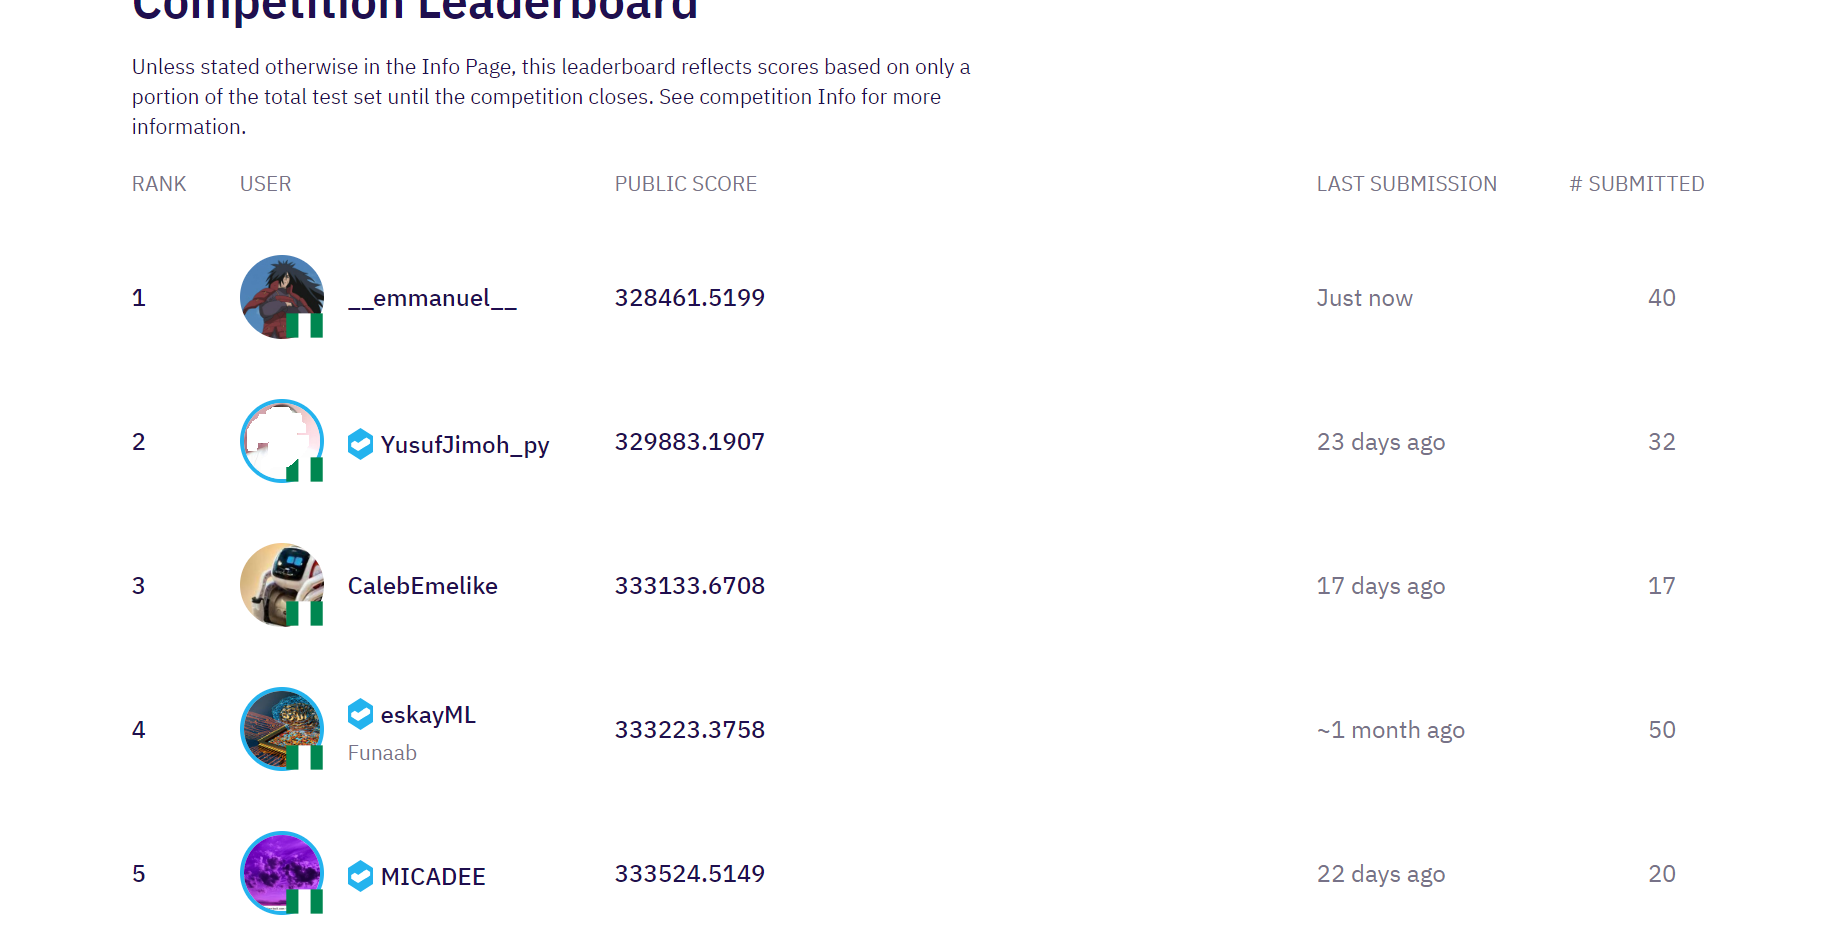 Competition Leaderboard
Unless stated otherwise in the Info Page, this leaderboard reflects scores based on only a
portion of the total test set until the competition closes. See competition Info for more
information.
RANK USER PUBLIC SCORE LAST SUBMISSION # SUBMITTED
1 __emmanuel__ 328461.5199 Just now 40
2 YusufJimoh_py 329883.1907 23 days ago 32
3 CalebEmelike 333133.6708 17 days ago 17
4 eskayML 333223.3758 ~1 month ago 50
Funaab
5 MICADEE 333524.5149 22 days ago 20